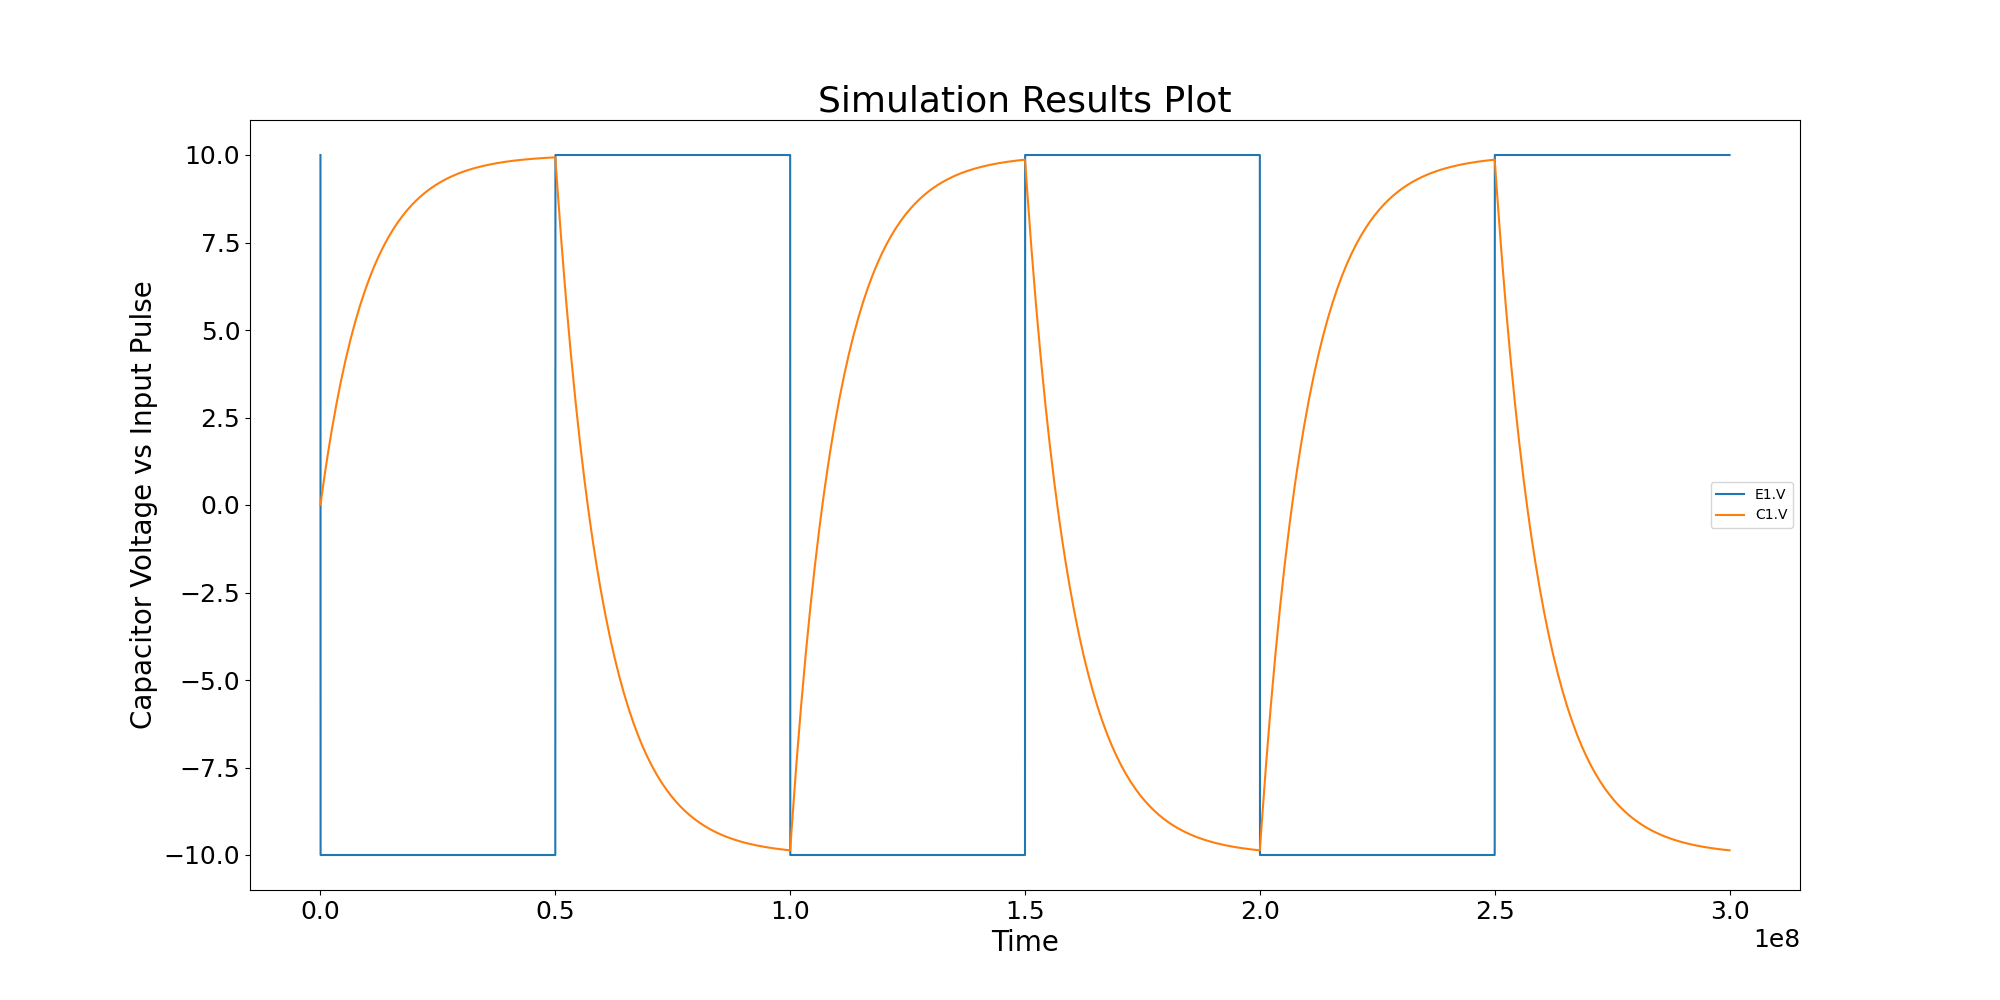 Simulation Results Plot
Capacitor Voltage vs Input Pulse
10.0
7.5
5.0
2.5
0.0
−2.5
−5.0
−7.5
−10.0
E1.V
C1.V
0.0 0.5 1.0 1.5 2.0 2.5 3.0
1e8
Time